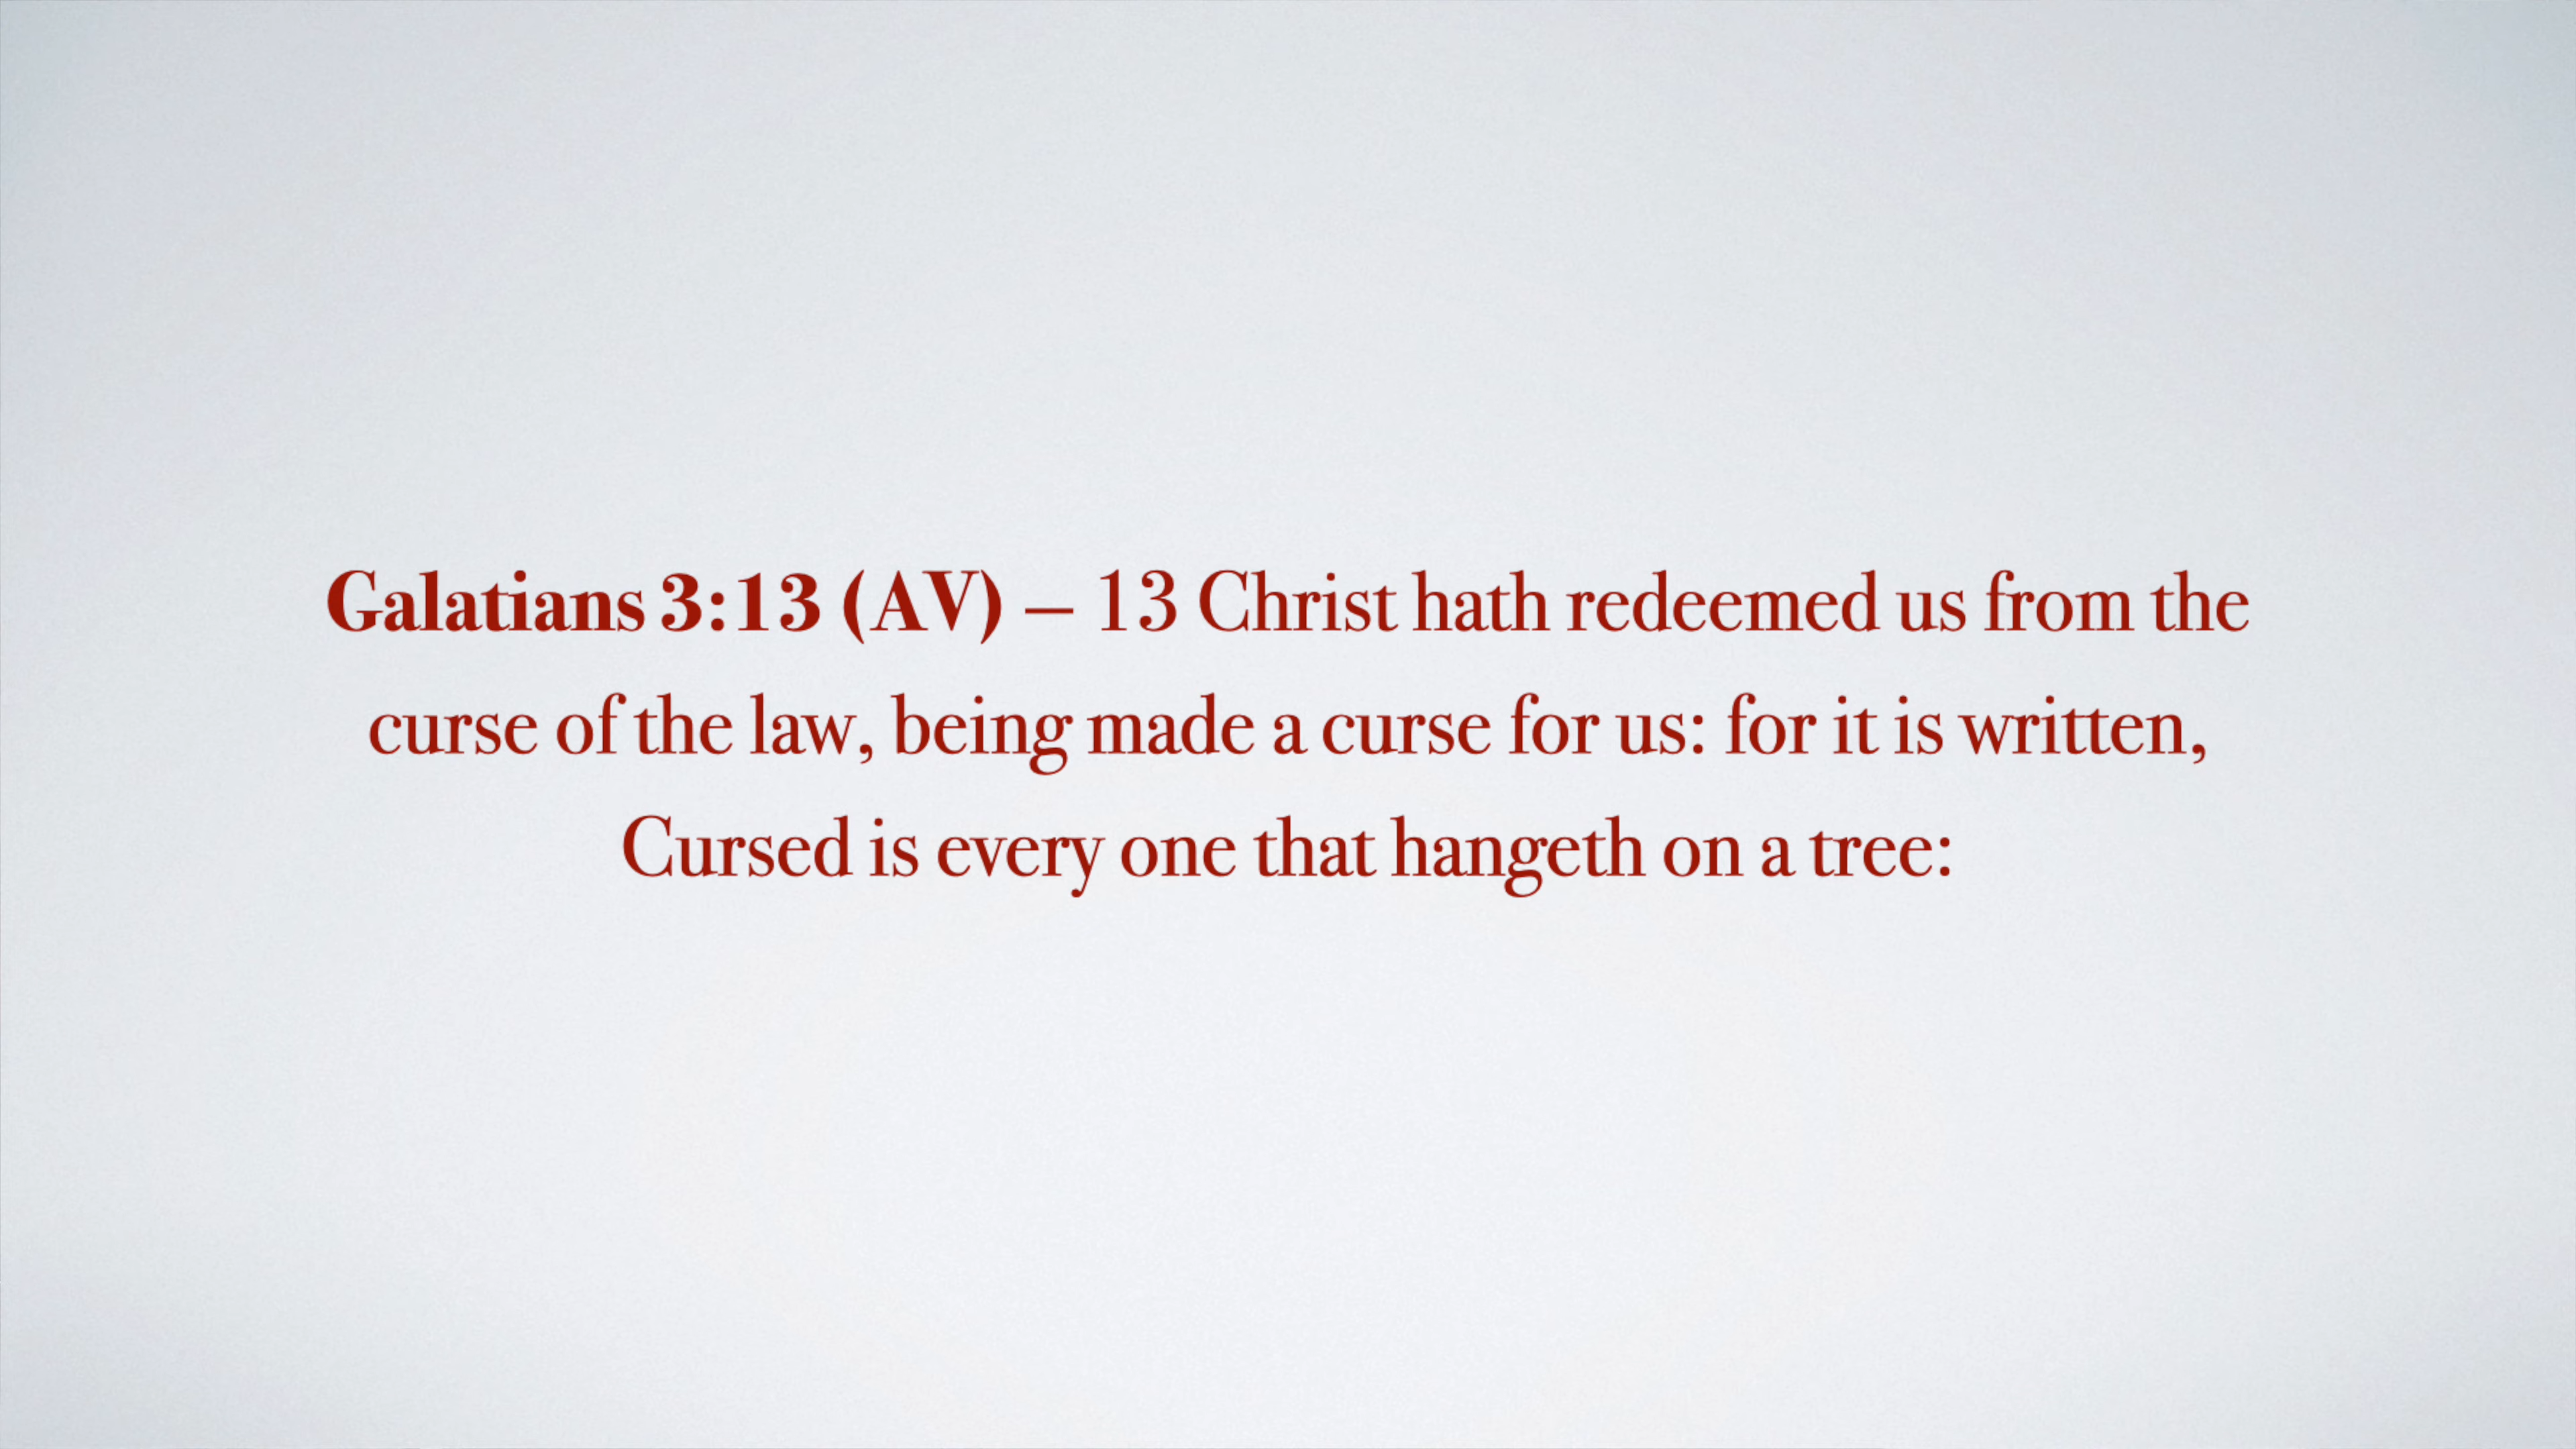 Galatians 3:13 (AV) – 13 Christ hath redeemed us from the
curse of the law, being made a curse for us: for it is written,
Cursed is every one that hangeth on a tree: